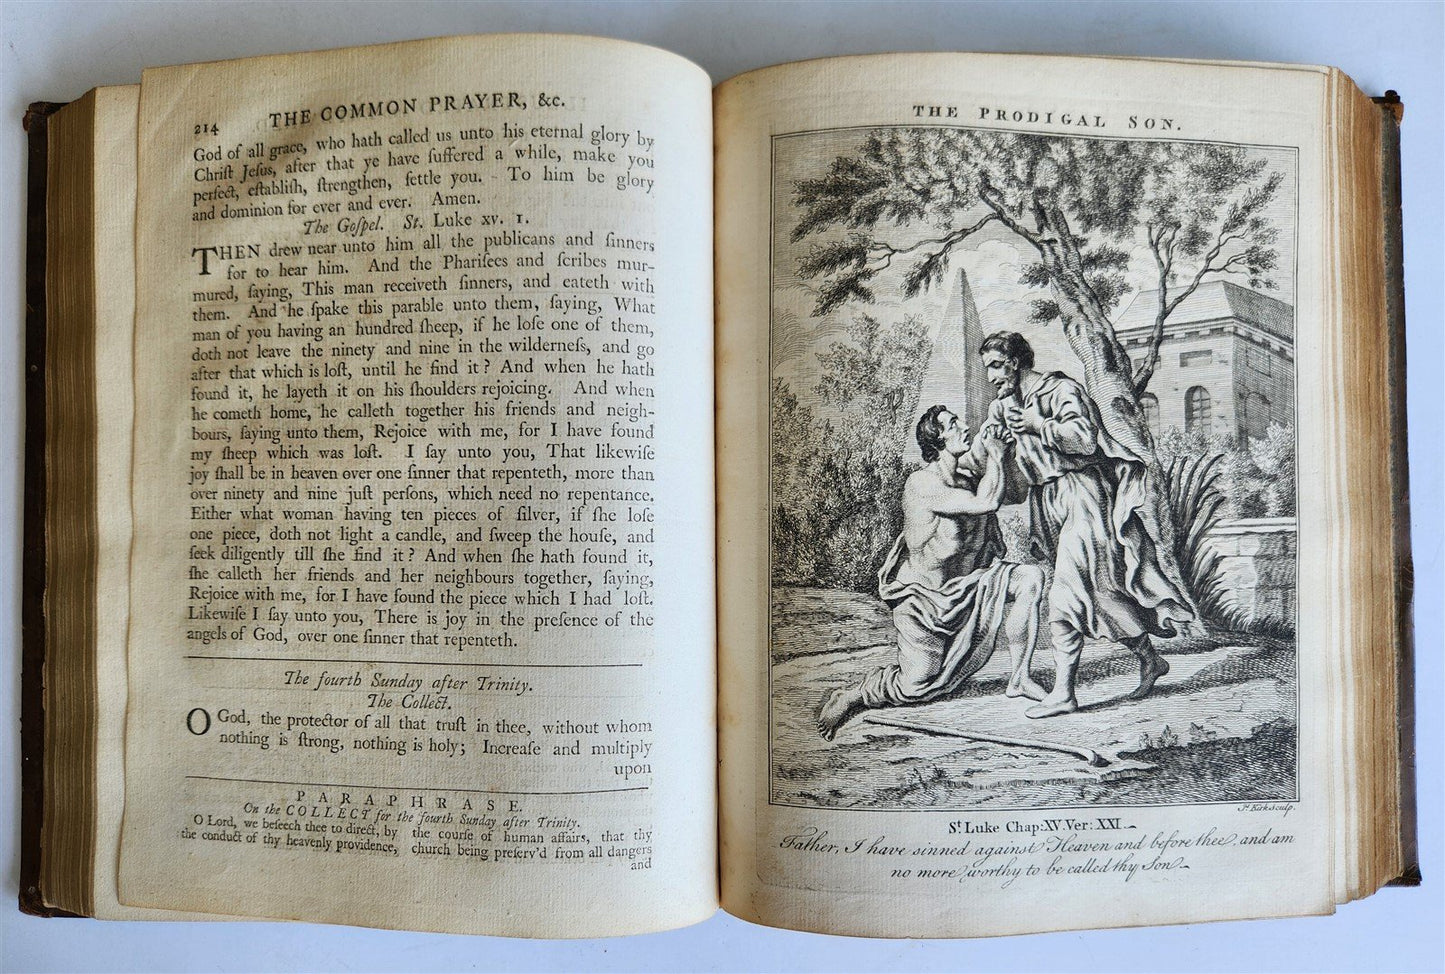 214 THE COMMON PRAYER, &c.
God of all grace, who hath called us unto his eternal glory by
Chriſt Jeſus, after that ye have ſuffered a while, make you
perfect, eſtabliſh, ſtrengthen, ſettle you. To him be glory
and dominion for ever and ever. Amen.
The Goſpel. St. Luke xv. 1.
THEN drew near unto him all the publicans and ſinners
for to hear him. And the Phariſees and ſcribes mur-
mured, ſaying, This man receiveth ſinners, and eateth with
them. And he ſpake this parable unto them, ſaying, What
man of you having an hundred ſheep, if he loſe one of them,
doth not leave the ninety and nine in the wilderneſs, and go
after that which is loſt, until he find it? And when he hath
found it, he layeth it on his ſhoulders rejoicing. And when
he cometh home, he calleth together his friends and neigh-
bours, ſaying unto them, Rejoice with me, for I have found
my ſheep which was loſt. I ſay unto you, That likewiſe
joy ſhall be in heaven over one ſinner that repenteth, more than
over ninety and nine juſt perſons, which need no repentance.
Either what woman having ten pieces of ſilver, if ſhe loſe
one piece, doth not light a candle, and ſweep the houſe, and
ſeek diligently till ſhe find it? And when ſhe hath found it,
ſhe calleth her friends and her neighbours together, ſaying,
Rejoice with me, for I have found the piece which I had loſt.
Likewiſe I ſay unto you, There is joy in the preſence of the
angels of God, over one ſinner that repenteth.
The fourth Sunday after Trinity.
The Collect.
O God, the protector of all that truſt in thee, without whom
nothing is ſtrong, nothing is holy; Increaſe and multiply
upon
PARAPHRASE.
On the COLLECT for the fourth Sunday after Trinity.
O Lord, we beſeech thee to direct, by
the conduct of thy heavenly providence,
the courſe of human affairs, that thy
church being preſerv'd from all dangers
and
THE PRODIGAL SON.
Jˢ. Kirk sculp.
Sᵗ. Luke Chap: XV. Ver: XXI.
Father, I have sinned against Heaven and before thee, and am
no more worthy to be called thy Son